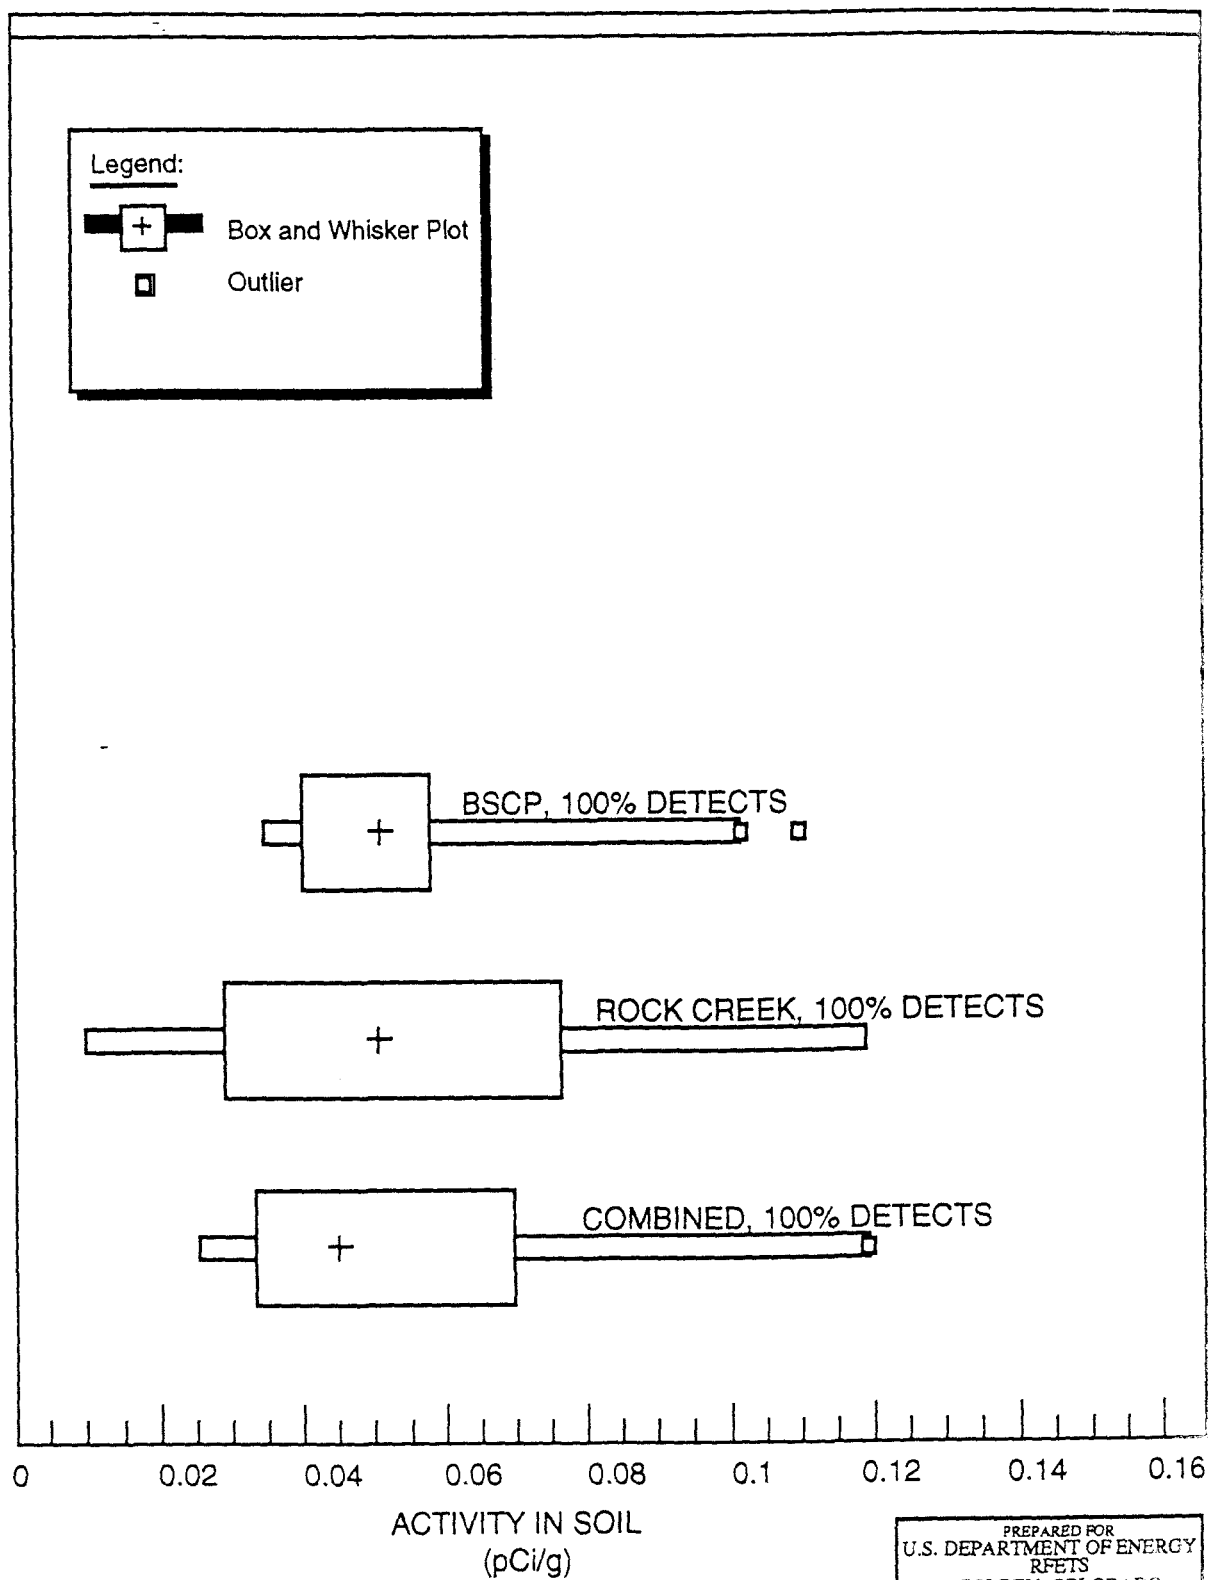 Legend:
Box and Whisker Plot
Outlier
BSCP, 100% DETECTS
ROCK CREEK, 100% DETECTS
COMBINED, 100% DETECTS
0 0.02 0.04 0.06 0.08 0.1 0.12 0.14 0.16
ACTIVITY IN SOIL
(pCi/g)
PREPARED FOR
U.S. DEPARTMENT OF ENERGY
RFETS